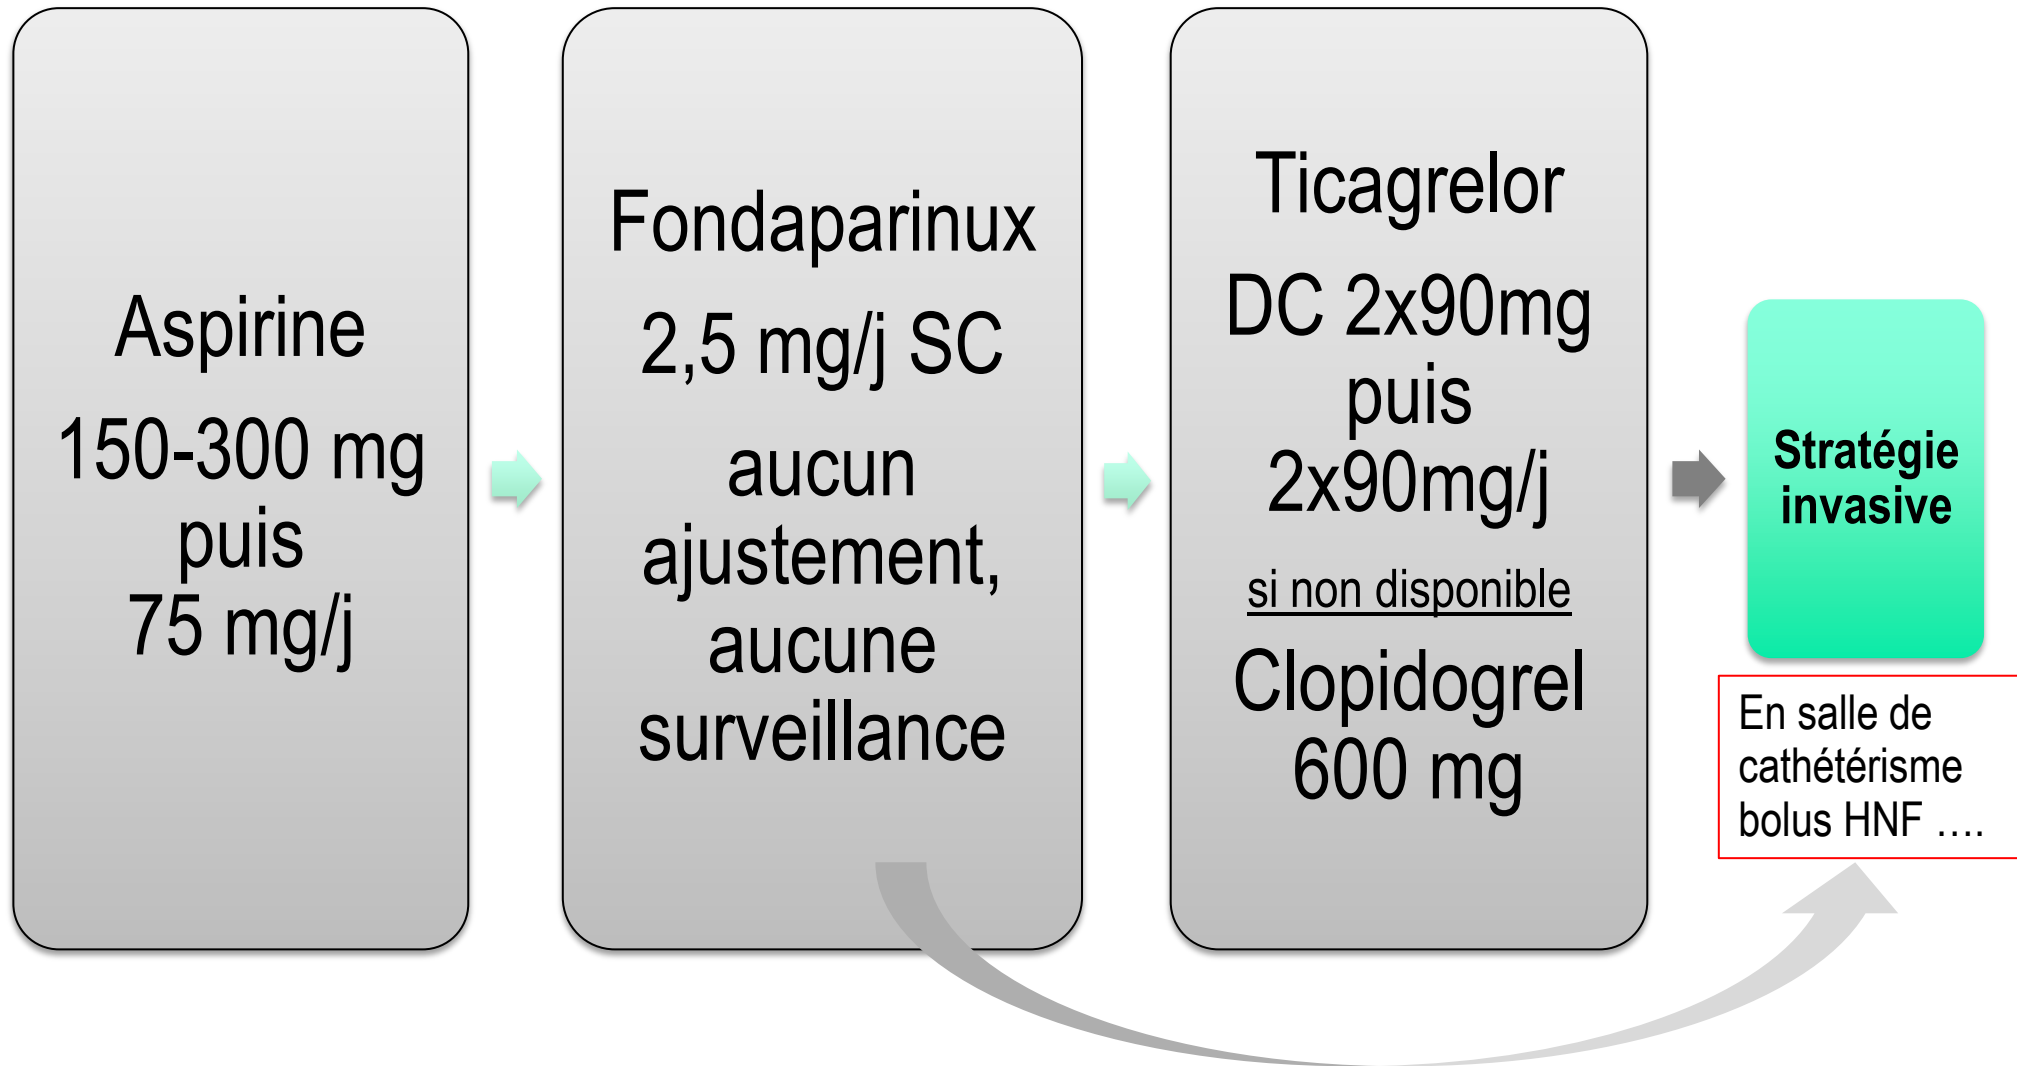 Aspirine
150-300 mg
puis
75 mg/j
Fondaparinux
2,5 mg/j SC
aucun
ajustement,
aucune
surveillance
Ticagrelor
DC 2x90mg
puis
2x90mg/j
si non disponible
Clopidogrel
600 mg
Stratégie
invasive
En salle de
cathétérisme
bolus HNF ....